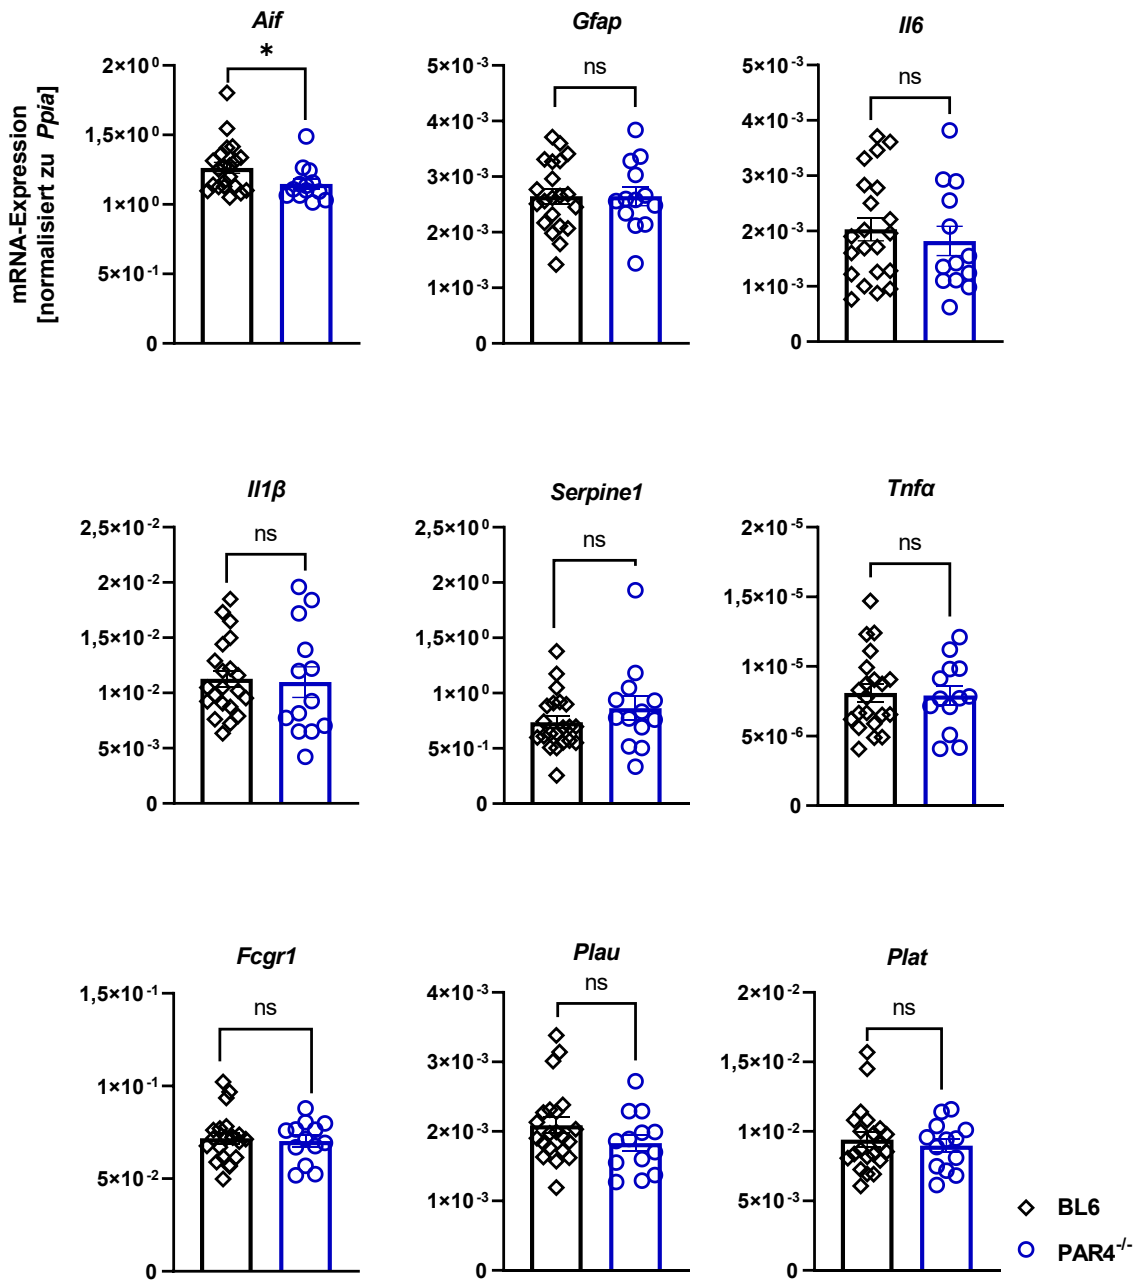 Aif
Gfap
Il6
mRNA-Expression
[normalisiert zu Ppia]
*
2×10⁰
1,5×10⁰
1×10⁰
5×10⁻¹
0
ns
5×10⁻³
4×10⁻³
3×10⁻³
2×10⁻³
1×10⁻³
0
ns
5×10⁻³
4×10⁻³
3×10⁻³
2×10⁻³
1×10⁻³
0
Il1β
Serpine1
Tnfα
ns
2,5×10⁻²
2×10⁻²
1,5×10⁻²
1×10⁻²
5×10⁻³
0
ns
2,5×10⁰
2×10⁰
1,5×10⁰
1×10⁰
5×10⁻¹
0
ns
2×10⁻⁵
1,5×10⁻⁵
1×10⁻⁵
5×10⁻⁶
0
Fcgr1
Plau
Plat
ns
1,5×10⁻¹
1×10⁻¹
5×10⁻²
0
ns
4×10⁻³
3×10⁻³
2×10⁻³
1×10⁻³
0
ns
2×10⁻²
1,5×10⁻²
1×10⁻²
5×10⁻³
0
BL6
PAR4⁻/⁻